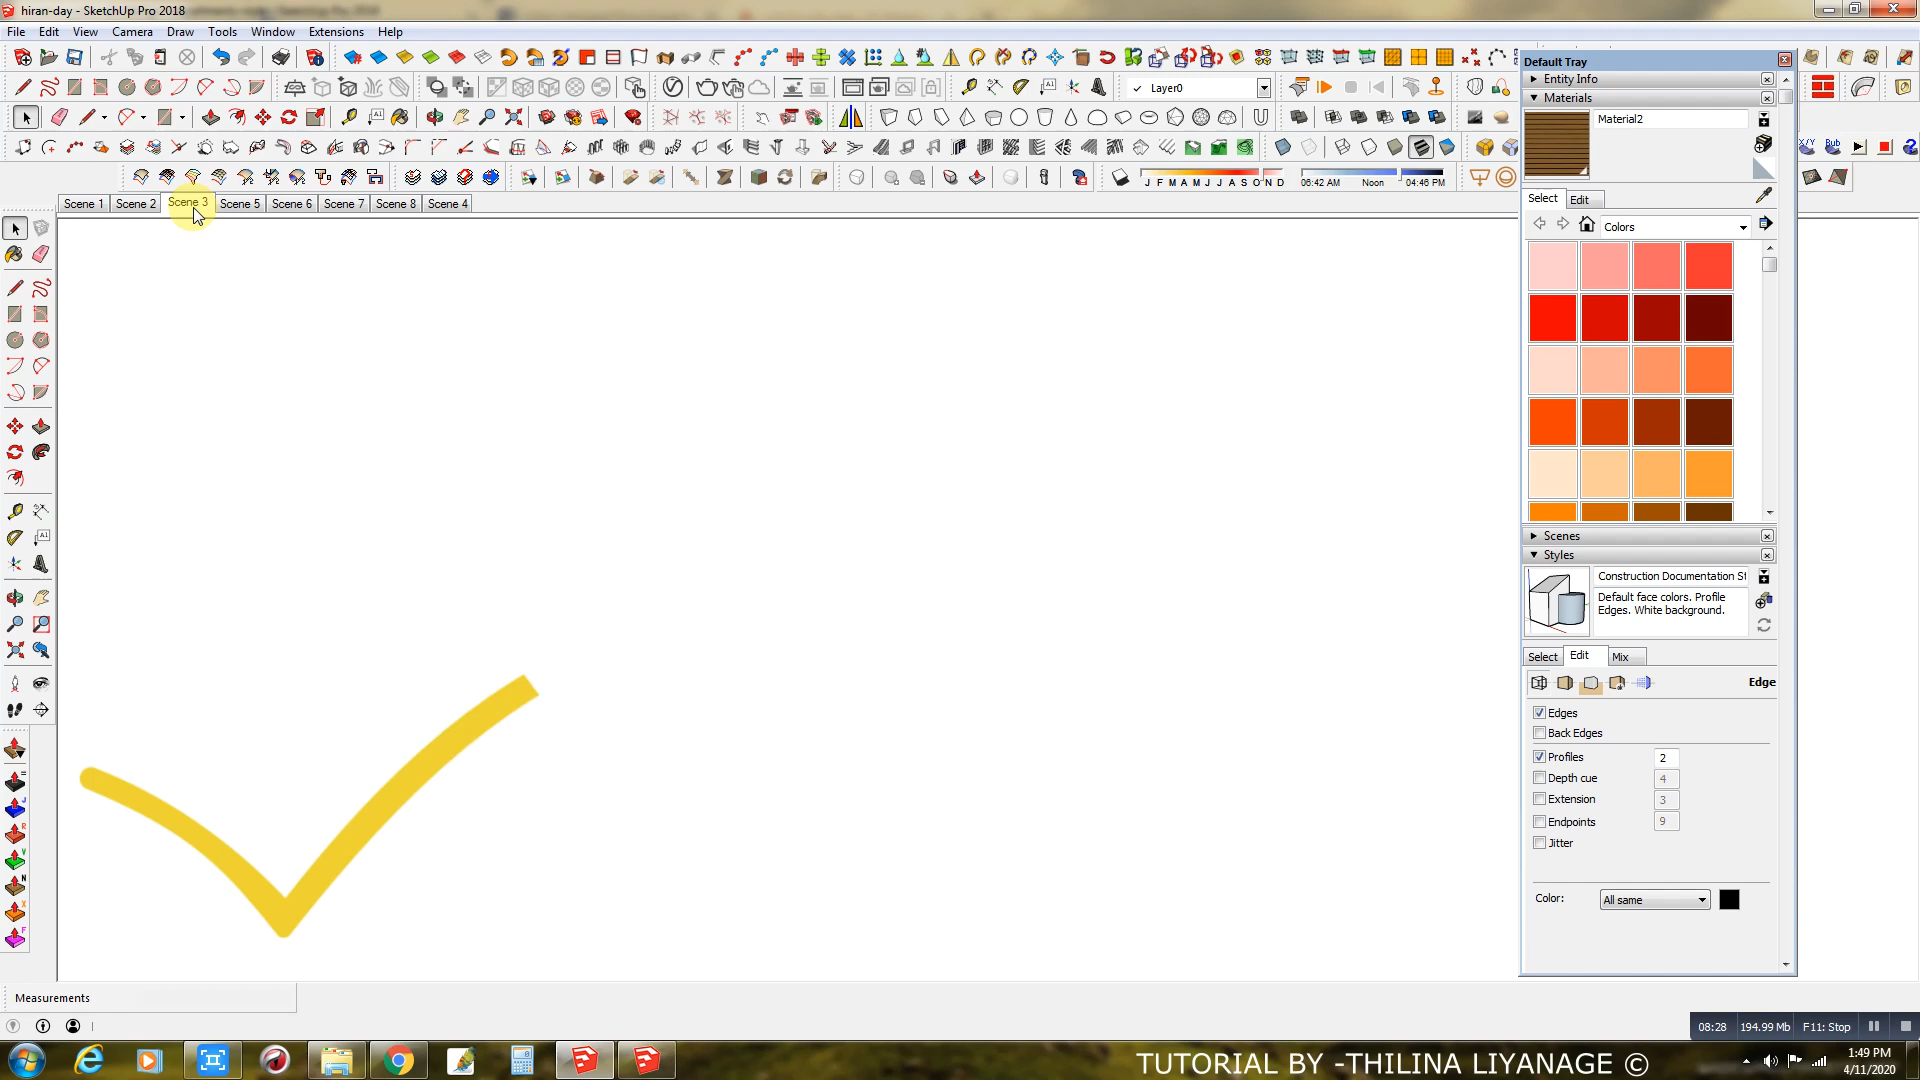 hiran-day - SketchUp Pro 2018
File Edit View Camera Draw Tools Window Extensions Help
Layer0
J F M A M J J A S O N D
06:42 AM Noon 04:46 PM
Scene 1 Scene 2 Scene 3 Scene 5 Scene 6 Scene 7 Scene 8 Scene 4
Default Tray
Entity Info
Materials
Material2
Select Edit
Colors
Scenes
Styles
Construction Documentation St
Default face colors. Profile
Edges. White background.
Select Edit Mix
Edge
Edges
Back Edges
Profiles 2
Depth cue 4
Extension 3
Endpoints 9
Jitter
Color: All same
Measurements
08:28 194.99 Mb F11: Stop
TUTORIAL BY -THILINA LIYANAGE ©
1:49 PM
4/11/2020